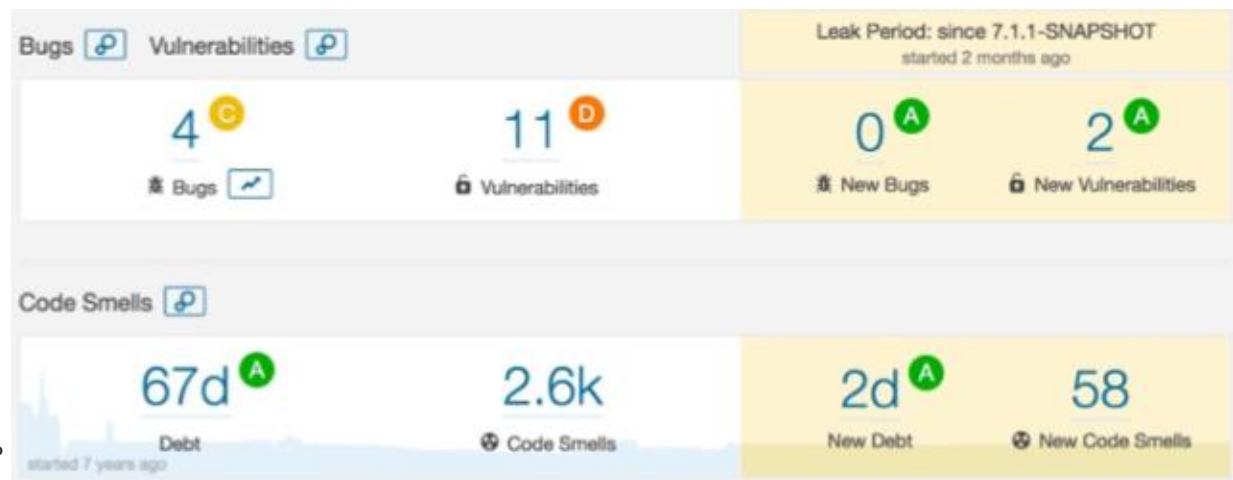 Bugs Vulnerabilities
Leak Period: since 7.1.1-SNAPSHOT
started 2 months ago
4 C
11 D
0 A
2 A
Bugs
Vulnerabilities
New Bugs
New Vulnerabilities
Code Smells
67d A
2.6k
2d A
58
Debt
Code Smells
New Debt
New Code Smells
started 7 years ago